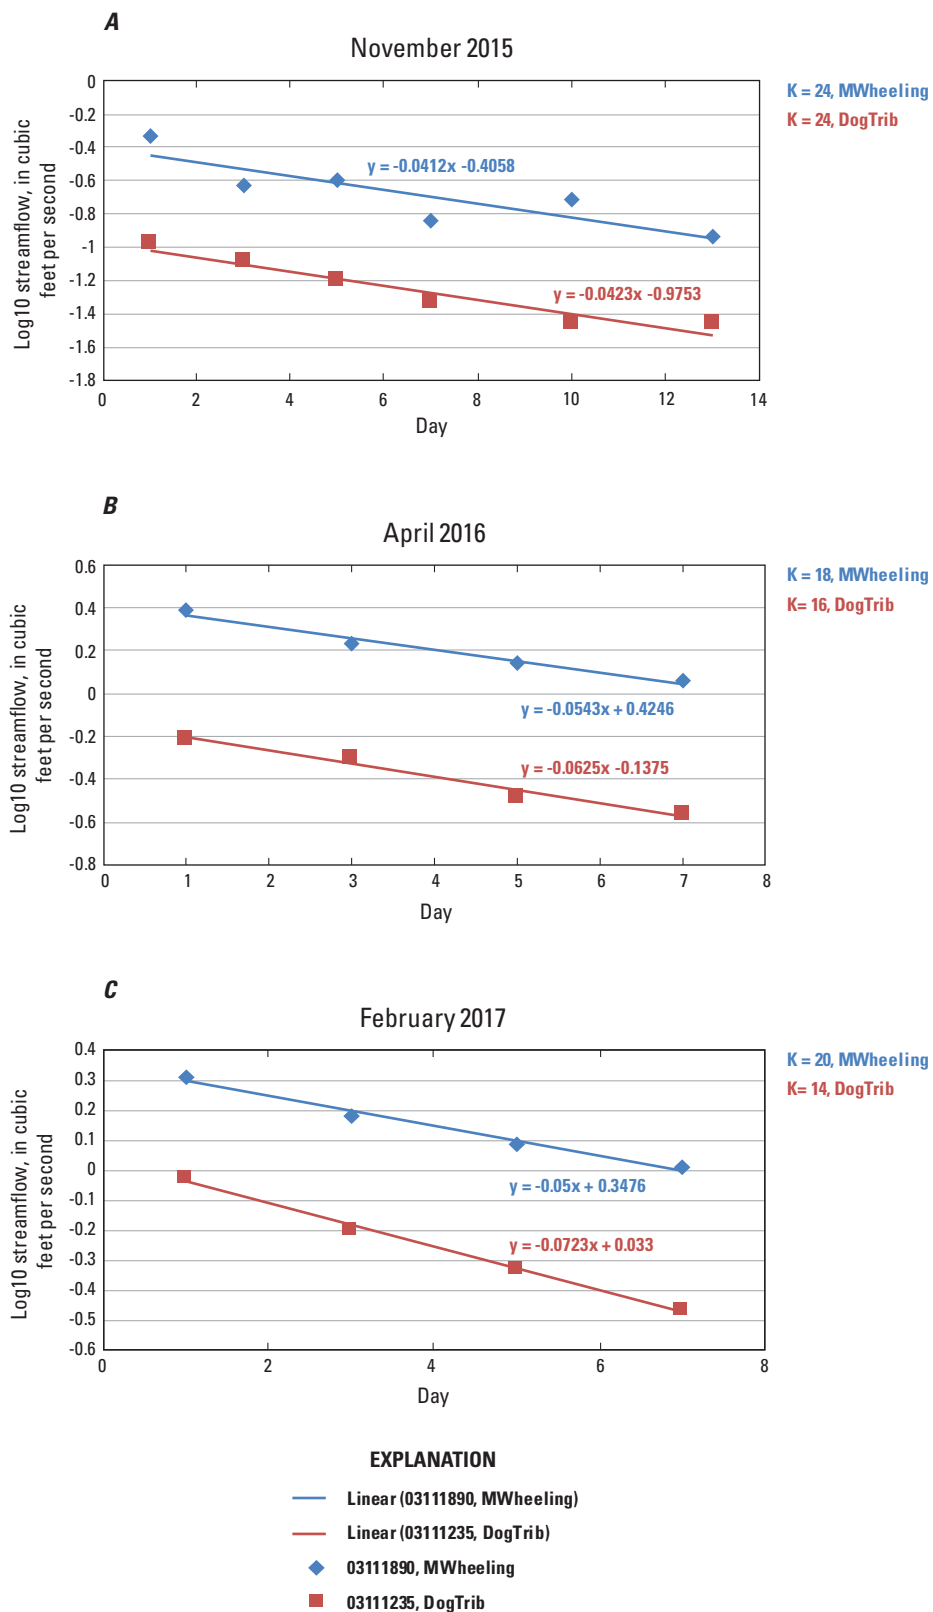 A
November 2015
K = 24, MWheeling
K = 24, DogTrib
Log10 streamflow, in cubic
feet per second
0
-0.2
-0.4
-0.6
-0.8
-1
-1.2
-1.4
-1.6
-1.8
y = -0.0412x -0.4058
y = -0.0423x -0.9753
0 2 4 6 8 10 12 14
Day
B
April 2016
K = 18, MWheeling
K= 16, DogTrib
Log10 streamflow, in cubic
feet per second
0.6
0.4
0.2
0
-0.2
-0.4
-0.6
-0.8
y = -0.0543x + 0.4246
y = -0.0625x -0.1375
0 1 2 3 4 5 6 7 8
Day
C
February 2017
K = 20, MWheeling
K= 14, DogTrib
Log10 streamflow, in cubic
feet per second
0.4
0.3
0.2
0.1
0
-0.1
-0.2
-0.3
-0.4
-0.5
-0.6
y = -0.05x + 0.3476
y = -0.0723x + 0.033
0 2 4 6 8
Day
EXPLANATION
Linear (03111890, MWheeling)
Linear (03111235, DogTrib)
03111890, MWheeling
03111235, DogTrib